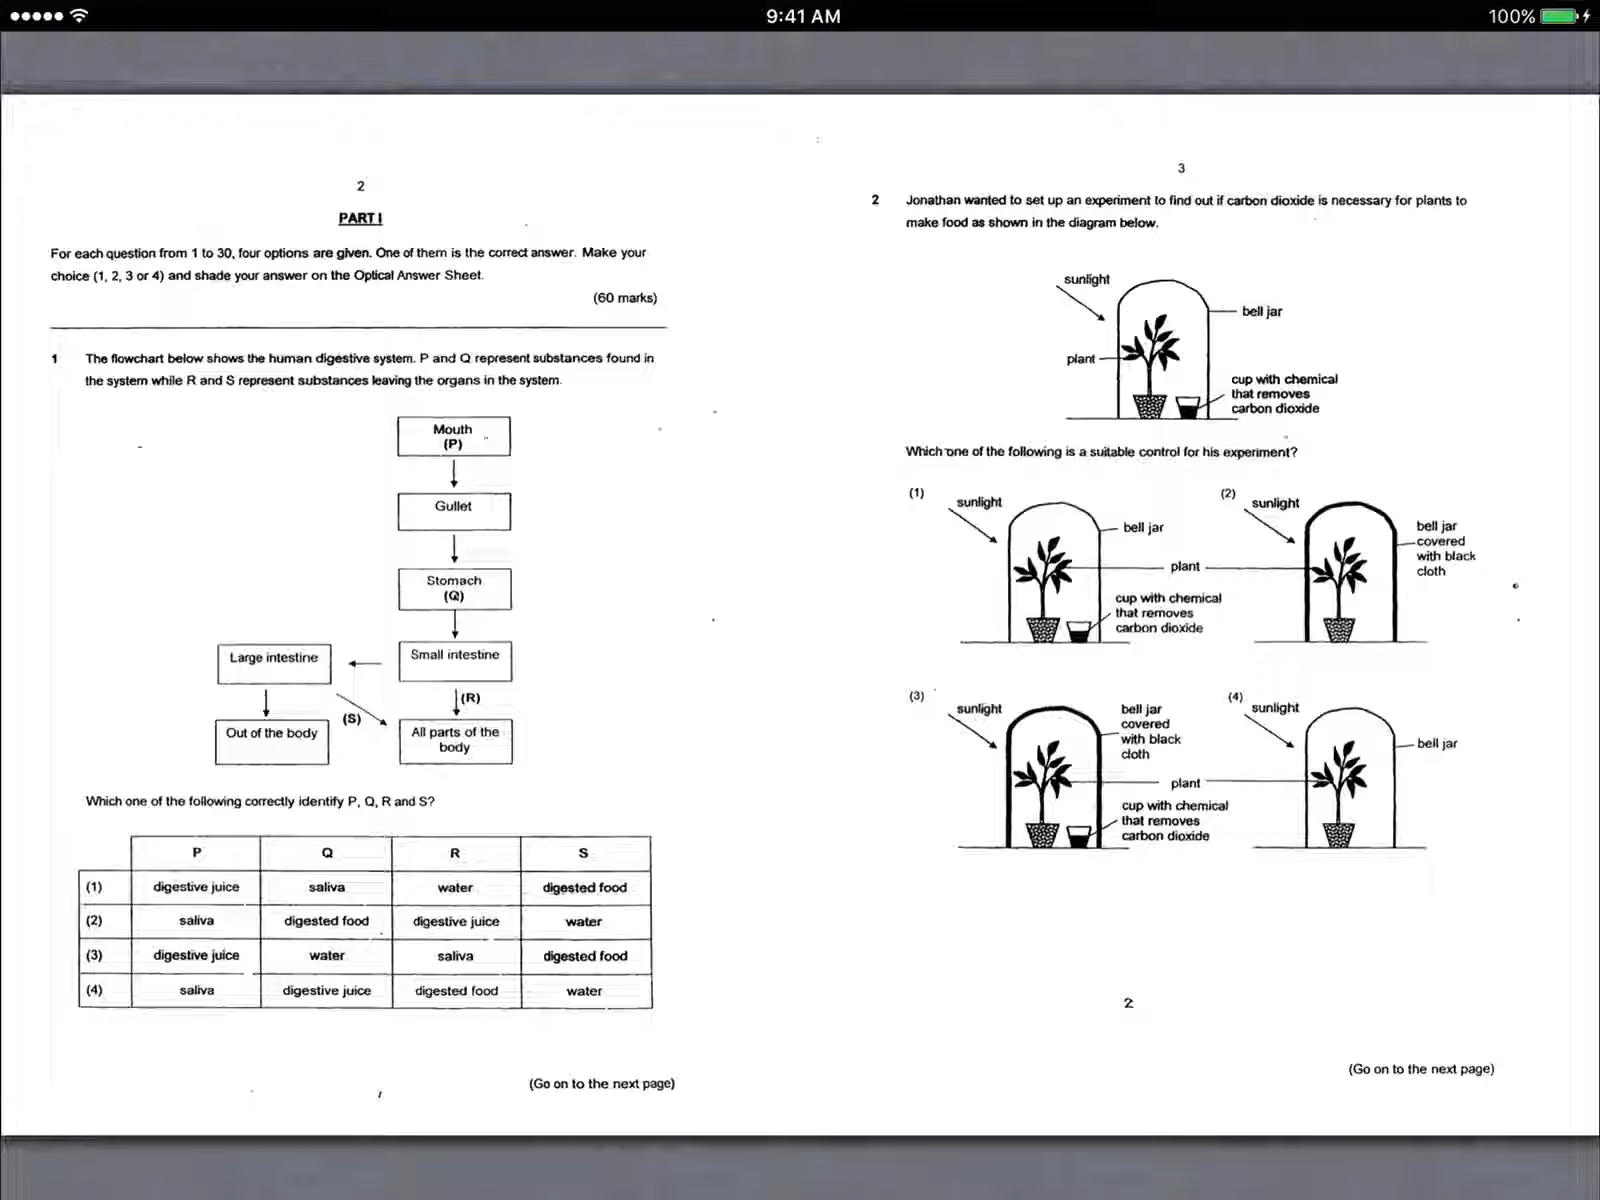 9:41 AM
100%
2
PART I
For each question from 1 to 30, four options are given. One of them is the correct answer. Make your
choice (1, 2, 3 or 4) and shade your answer on the Optical Answer Sheet.
(60 marks)
1 The flowchart below shows the human digestive system. P and Q represent substances found in
the system while R and S represent substances leaving the organs in the system.
Mouth
(P)
Gullet
Stomach
(Q)
Large intestine
Small intestine
(R)
(S)
Out of the body
All parts of the
body
Which one of the following correctly identify P, Q, R and S?
P Q R S
(1) digestive juice saliva water digested food
(2) saliva digested food digestive juice water
(3) digestive juice water saliva digested food
(4) saliva digestive juice digested food water
(Go on to the next page)
3
2 Jonathan wanted to set up an experiment to find out if carbon dioxide is necessary for plants to
make food as shown in the diagram below.
sunlight
bell jar
plant
cup with chemical
that removes
carbon dioxide
Which one of the following is a suitable control for his experiment?
(1)
sunlight
bell jar
plant
cup with chemical
that removes
carbon dioxide
(2)
sunlight
bell jar
covered
with black
cloth
(3)
sunlight
bell jar
covered
with black
cloth
plant
cup with chemical
that removes
carbon dioxide
(4)
sunlight
bell jar
2
(Go on to the next page)